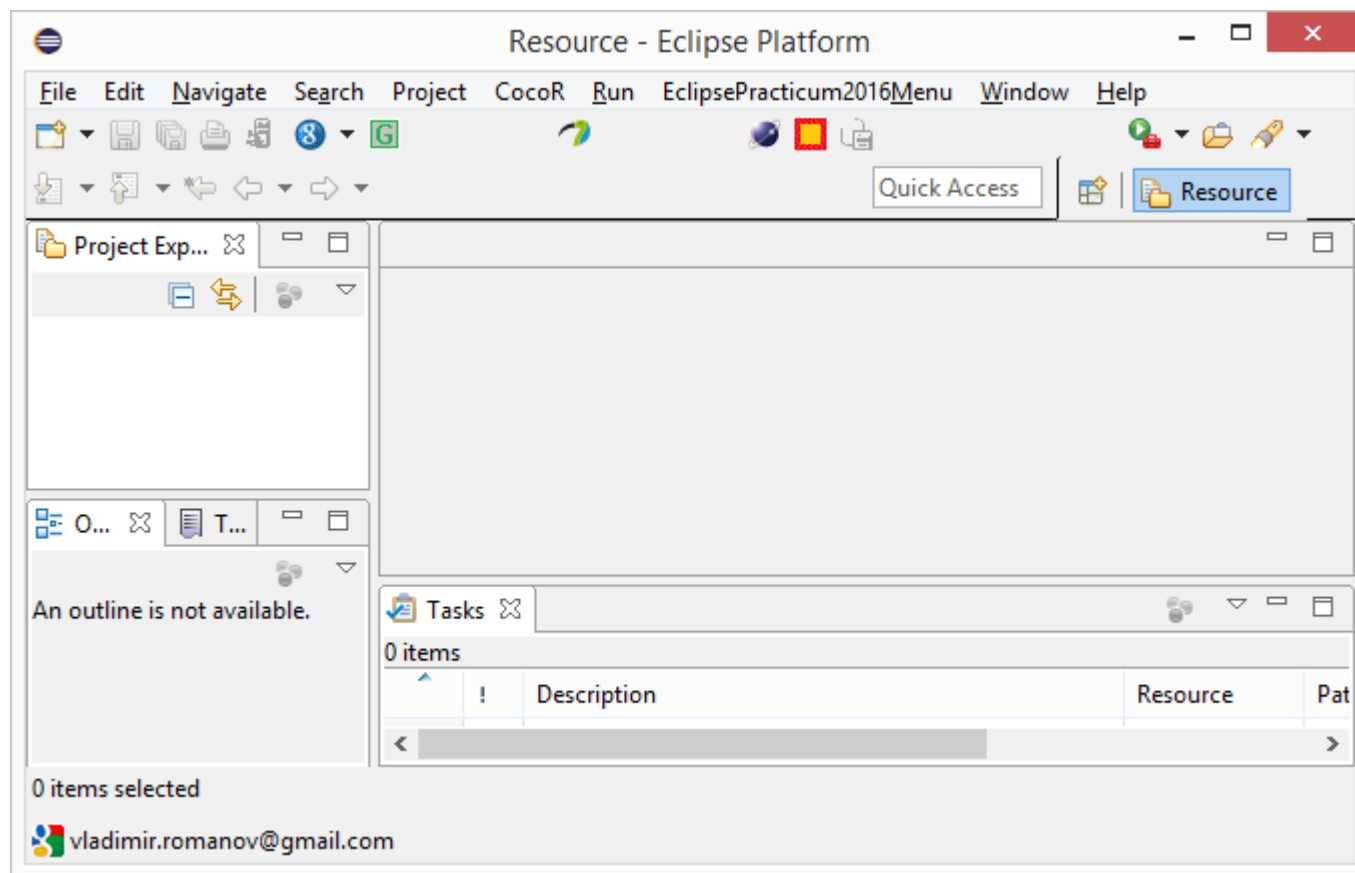 Resource - Eclipse Platform
File Edit Navigate Search Project CocoR Run EclipsePracticum2016Menu Window Help
8 G
Quick Access Resource
Project Exp...
O... T...
An outline is not available.
Tasks
0 items
! Description Resource Pat
0 items selected
vladimir.romanov@gmail.com